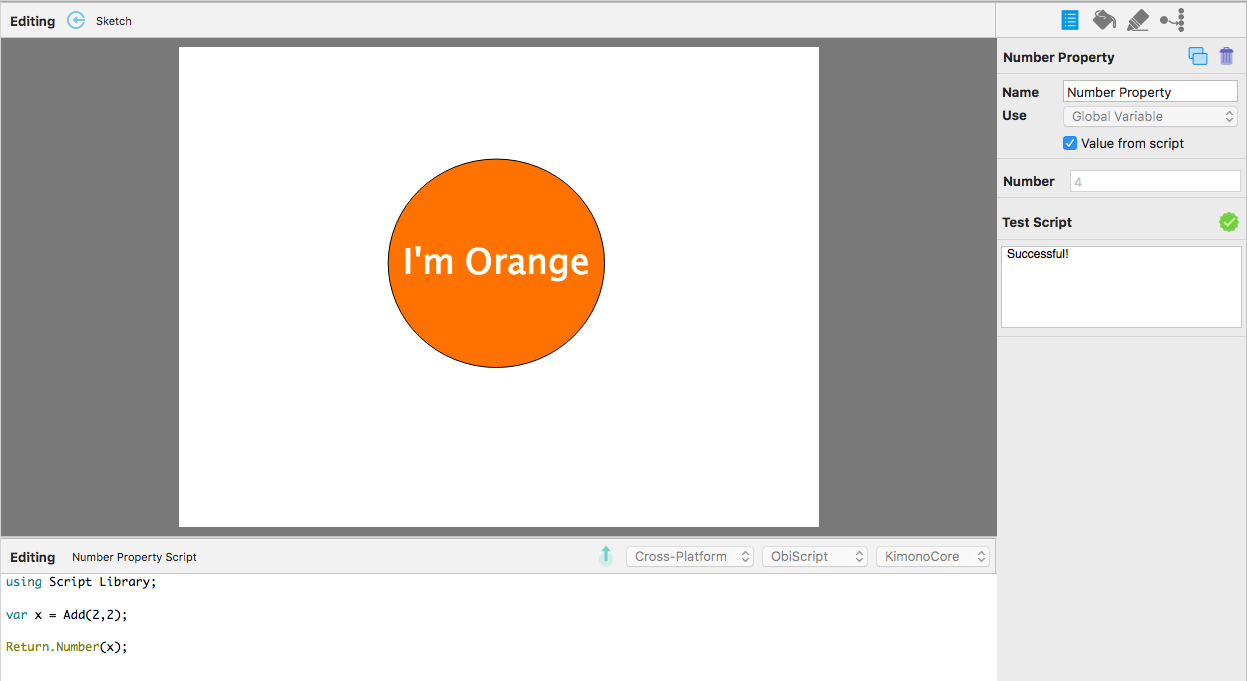 Editing Sketch
I'm Orange
Number Property
Name Number Property
Use Global Variable
Value from script
Number 4
Test Script
Successful!
Editing Number Property Script Cross-Platform ObiScript KimonoCore
using Script Library;
var x = Add(2,2);
Return.Number(x);